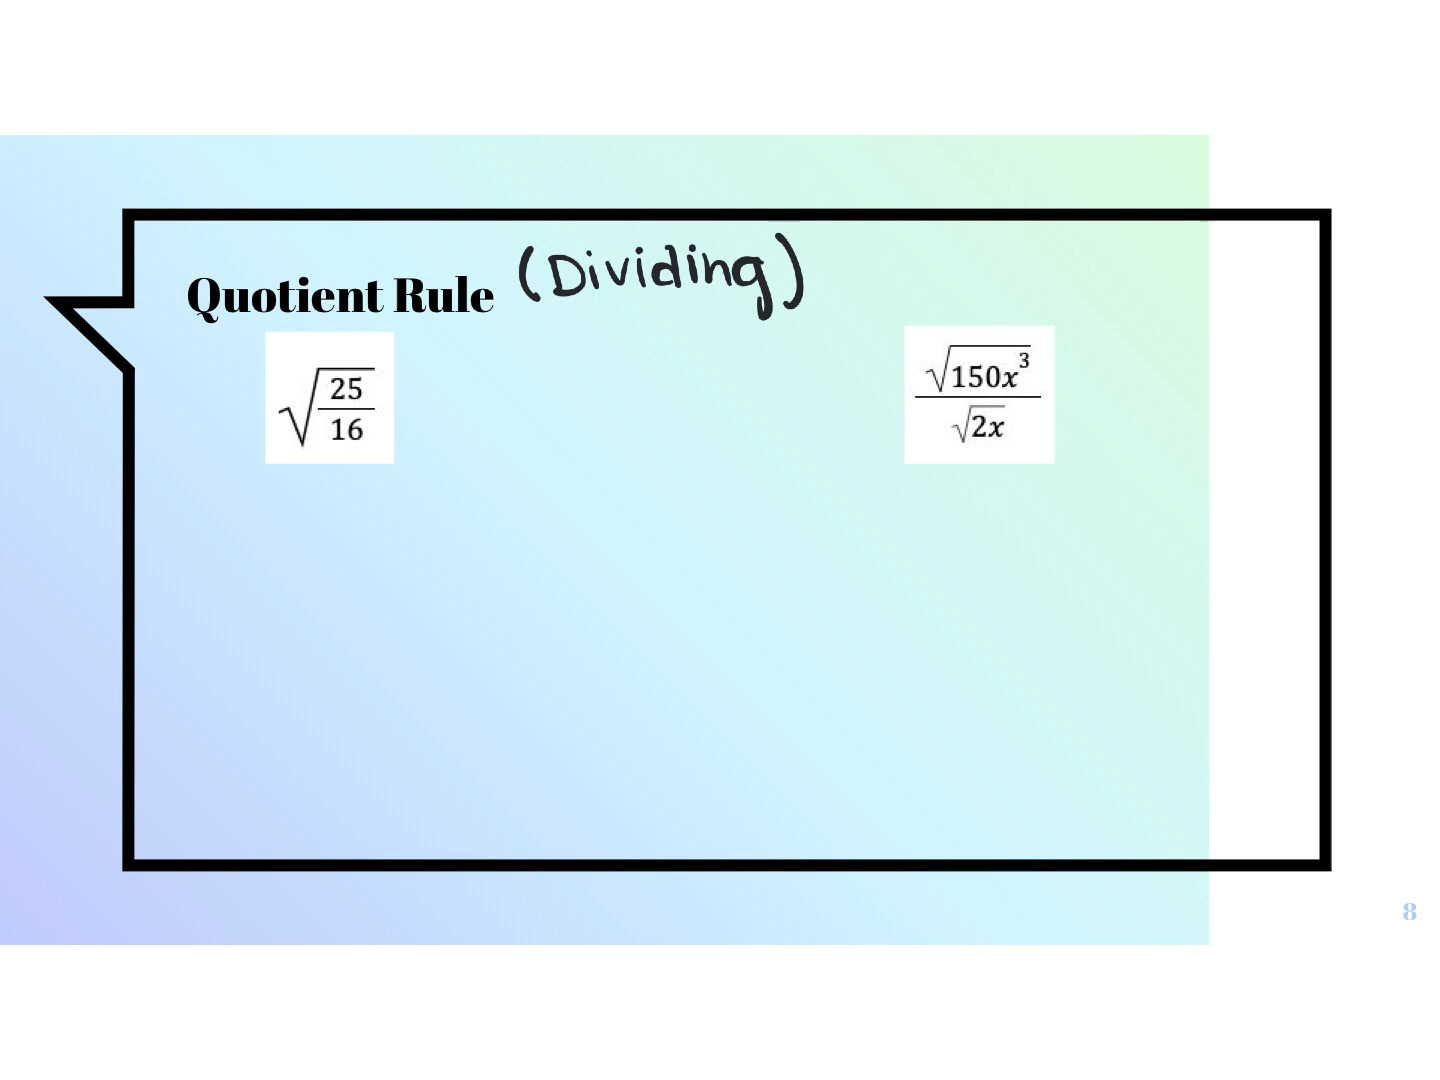 Quotient Rule (Dividing)
√(25/16)
√150x³
√2x
8